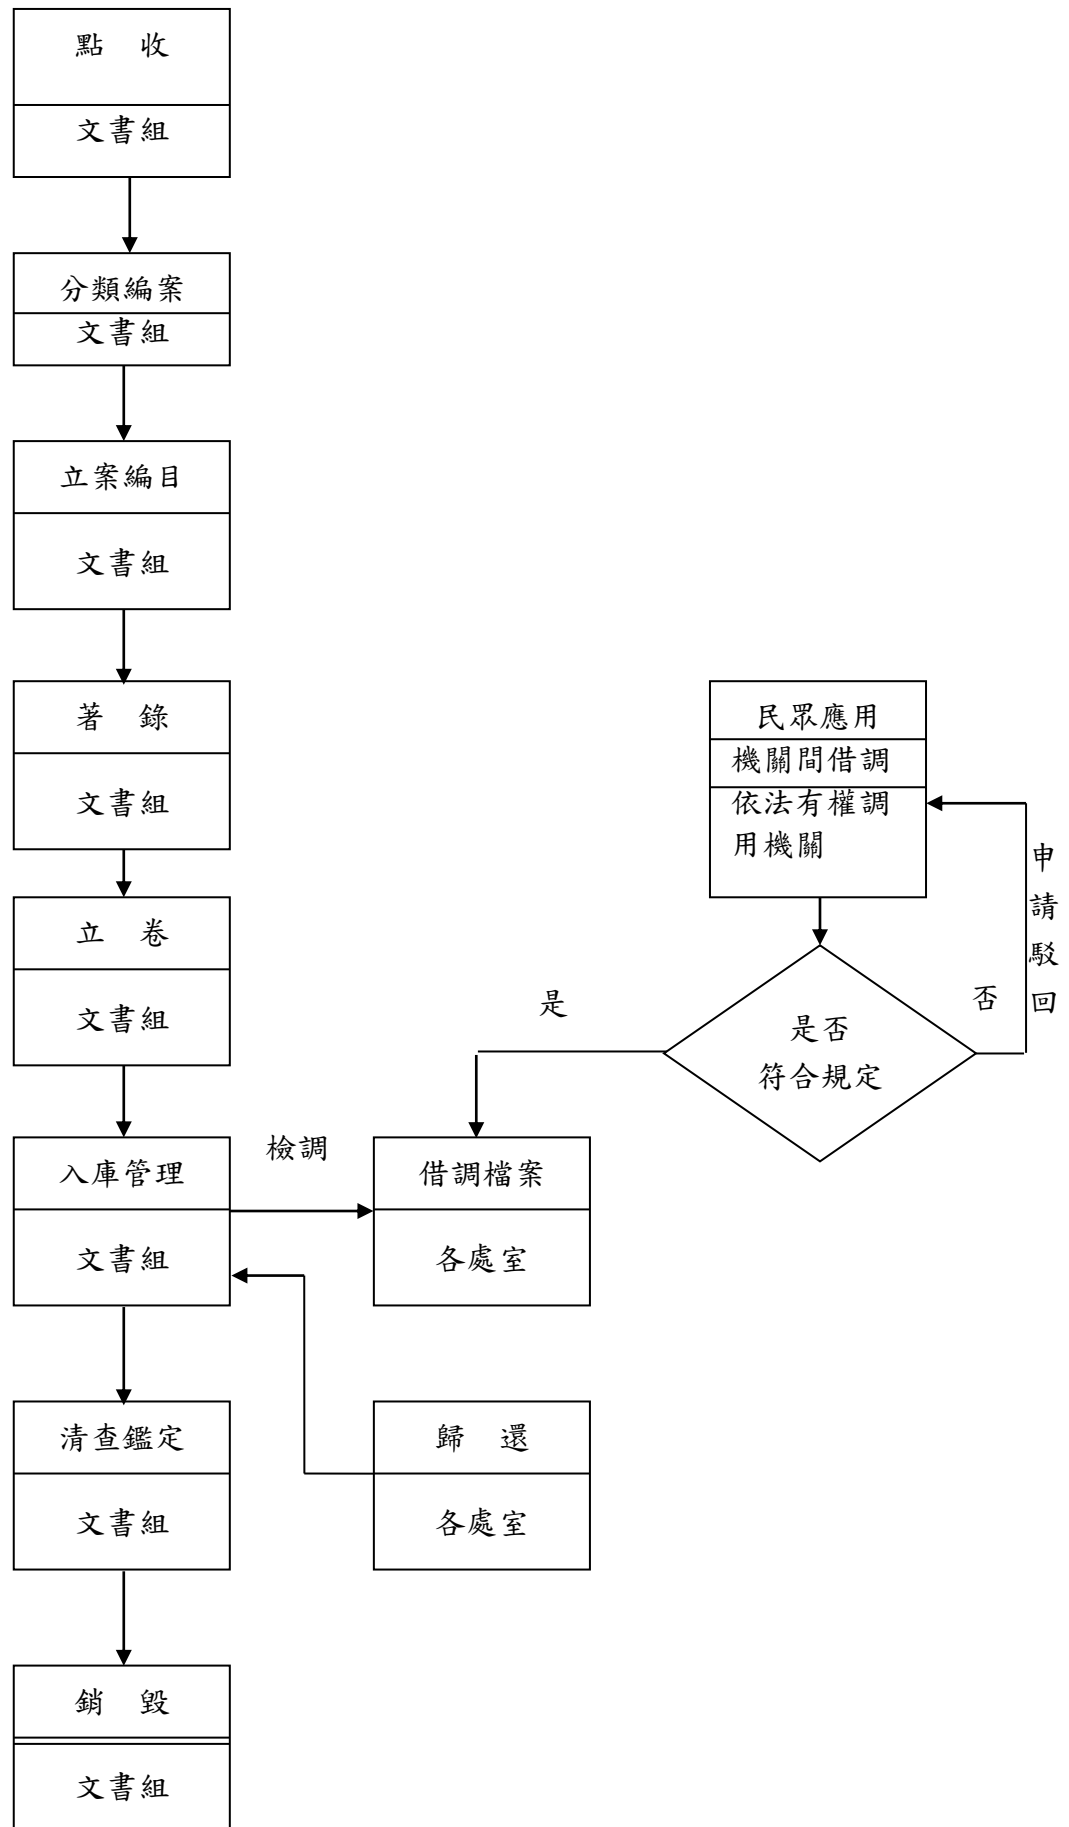 點　收
文書組
分類編案
文書組
立案編目
文書組
著　錄
文書組
立　卷
文書組
入庫管理
文書組
清查鑑定
文書組
銷　毀
文書組
檢調
借調檔案
各處室
歸　還
各處室
民眾應用
機關間借調
依法有權調
用機關
是否
符合規定
是
否
申
請
駁
回